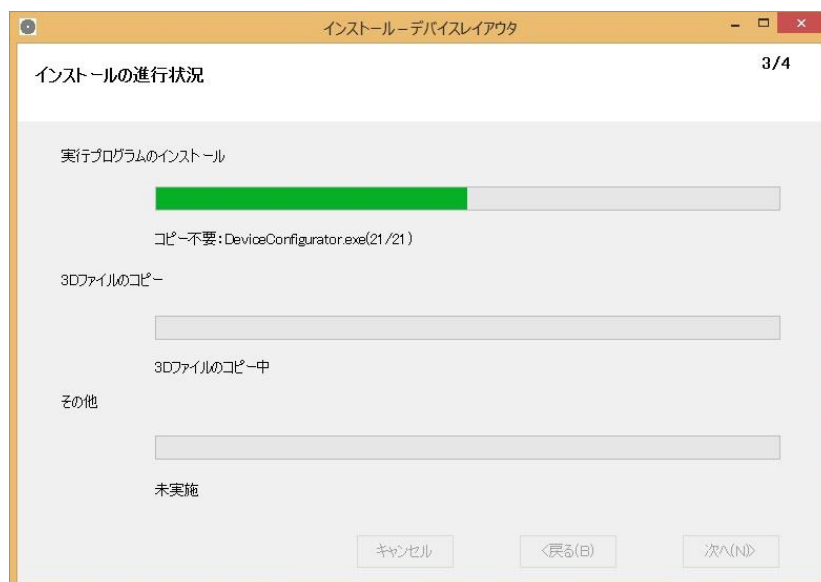 インストール－デバイスレイアウタ
3/4
インストールの進行状況
実行プログラムのインストール
コピー不要：DeviceConfigurator.exe(21/21)
3Dファイルのコピー
3Dファイルのコピー中
その他
未実施
キャンセル
<戻る(B)
次へ(N)>